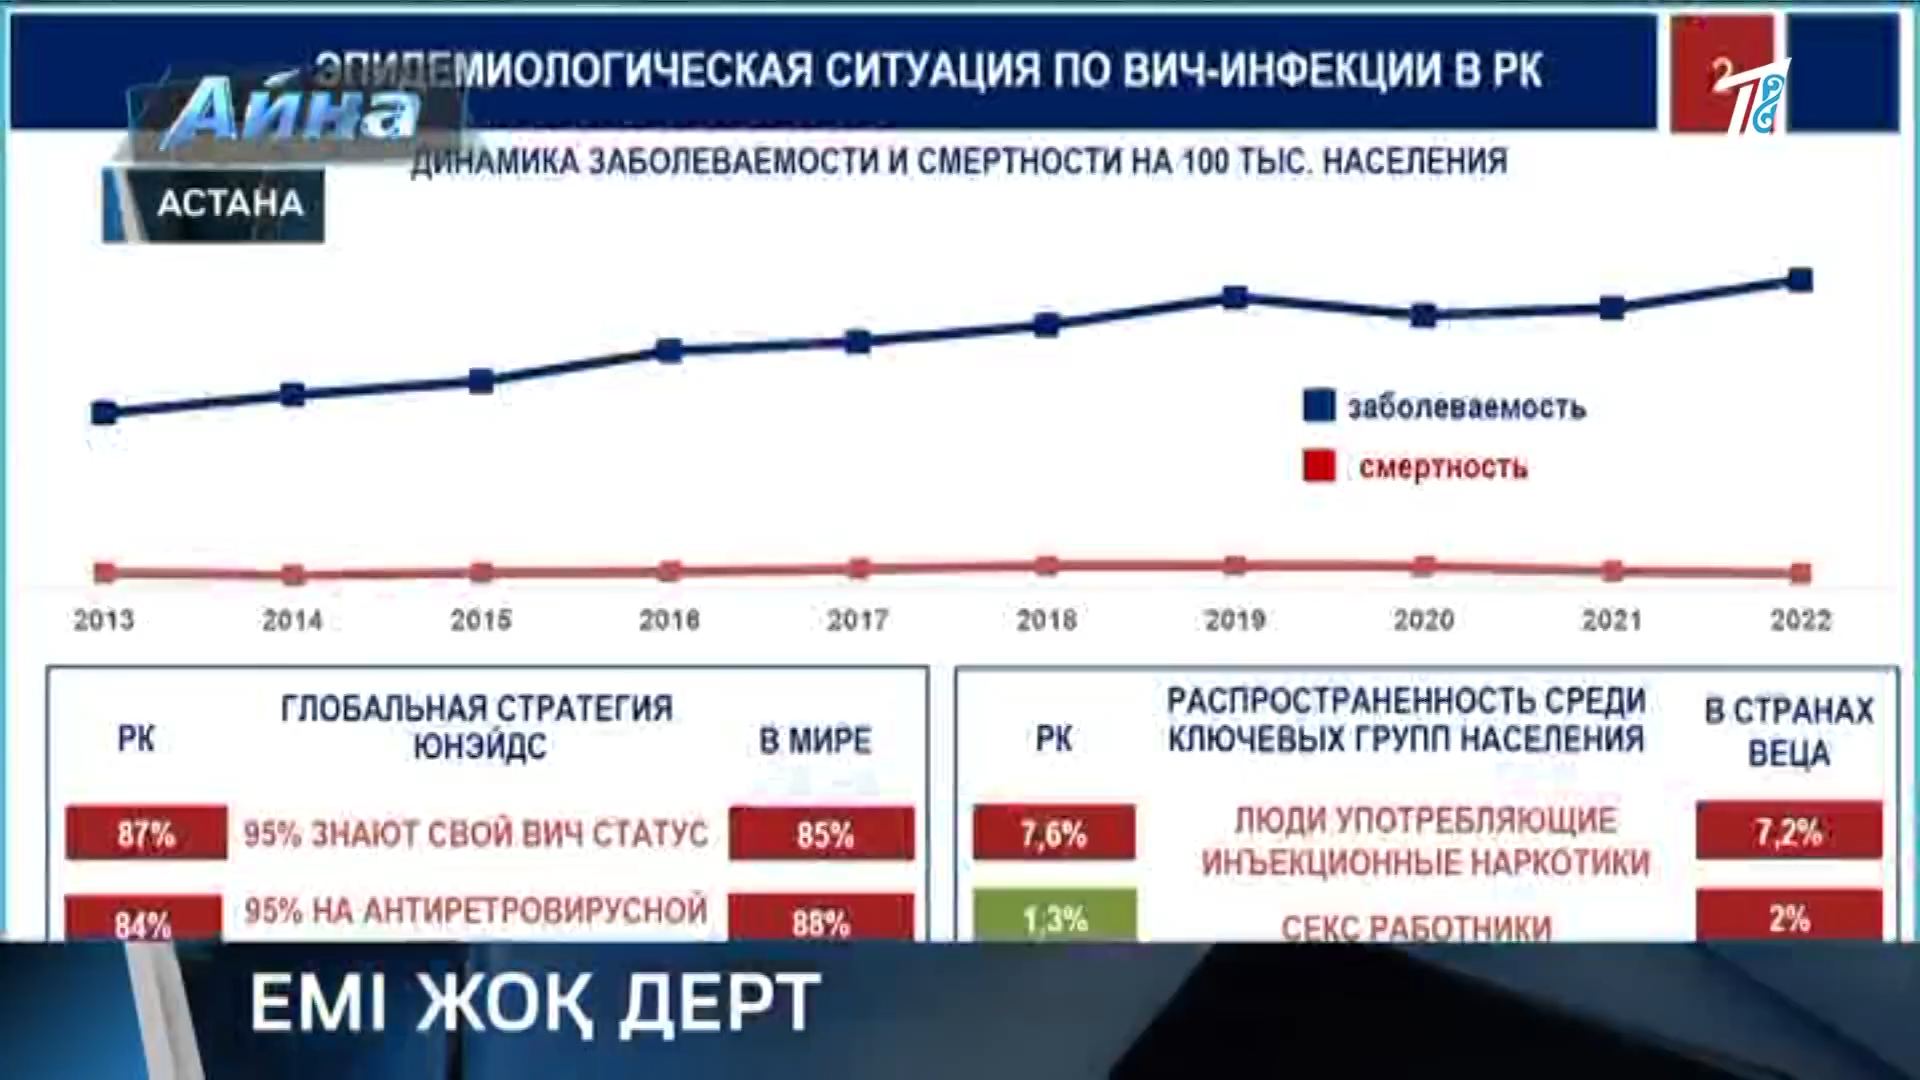 ЭПИДЕМИОЛОГИЧЕСКАЯ СИТУАЦИЯ ПО ВИЧ-ИНФЕКЦИИ В РК
2
Айна
АСТАНА
ДИНАМИКА ЗАБОЛЕВАЕМОСТИ И СМЕРТНОСТИ НА 100 ТЫС. НАСЕЛЕНИЯ
заболеваемость
смертность
2013 2014 2015 2016 2017 2018 2019 2020 2021 2022
РК
ГЛОБАЛЬНАЯ СТРАТЕГИЯ
ЮНЭЙДС
В МИРЕ
87% 95% ЗНАЮТ СВОЙ ВИЧ СТАТУС 85%
84% 95% НА АНТИРЕТРОВИРУСНОЙ 88%
РК
РАСПРОСТРАНЕННОСТЬ СРЕДИ
КЛЮЧЕВЫХ ГРУПП НАСЕЛЕНИЯ
В СТРАНАХ
ВЕЦА
7,6%
ЛЮДИ УПОТРЕБЛЯЮЩИЕ
ИНЪЕКЦИОННЫЕ НАРКОТИКИ
7,2%
1,3% СЕКС РАБОТНИКИ 2%
ЕМІ ЖОҚ ДЕРТ